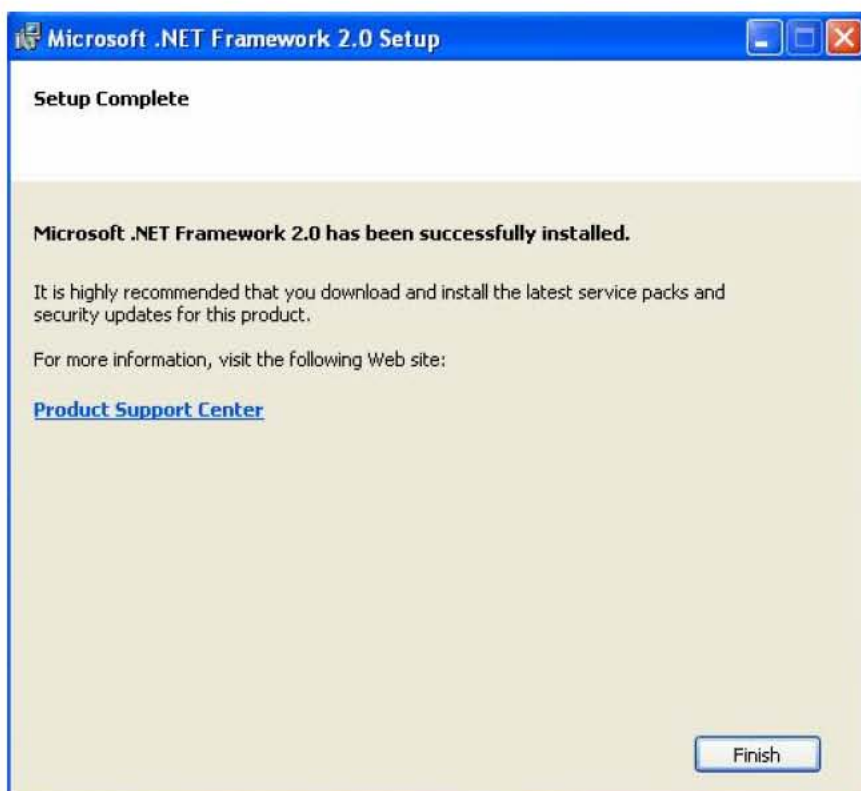 Microsoft .NET Framework 2.0 Setup
Setup Complete
Microsoft .NET Framework 2.0 has been successfully installed.
It is highly recommended that you download and install the latest service packs and
security updates for this product.
For more information, visit the following Web site:
Product Support Center
Finish